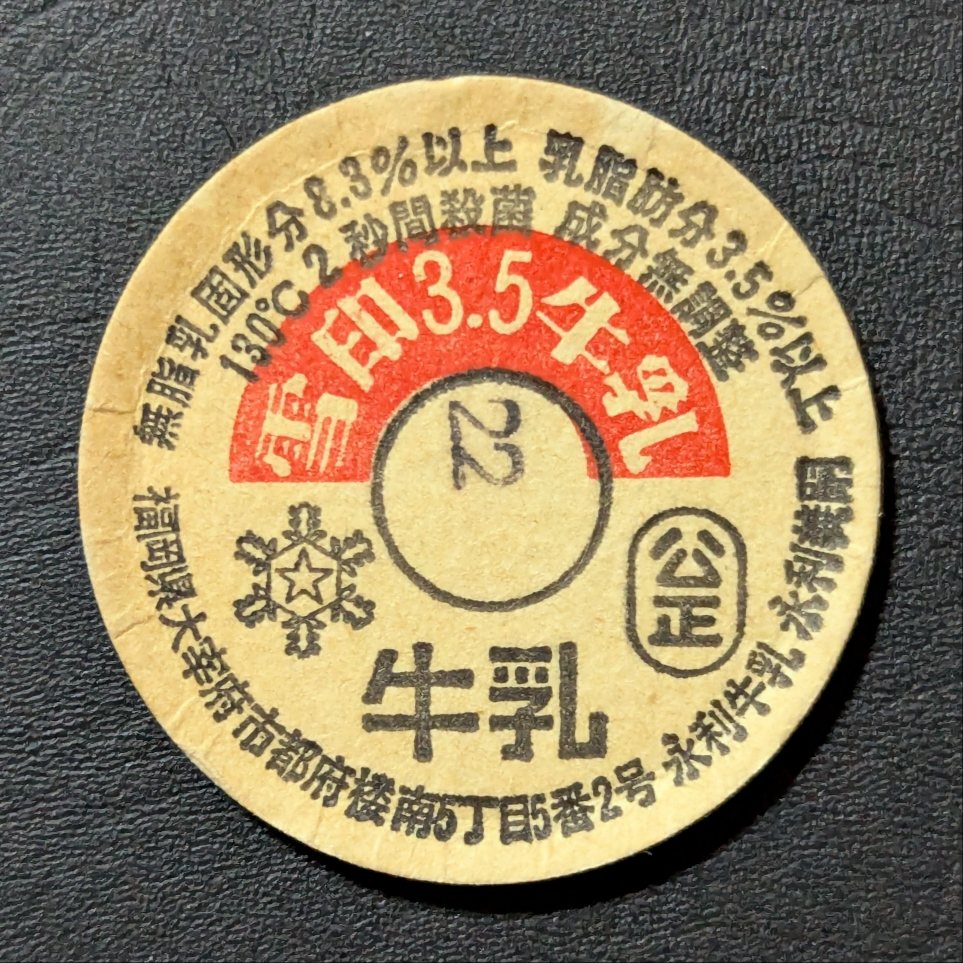 無脂乳固形分8.3%以上 乳脂肪分3.5%以上
130℃ 2秒間殺菌 成分無調整
雪印3.5牛乳
22
公正
牛乳
福岡県太宰府市都府楼南5丁目5番2号 永利牛乳 永利